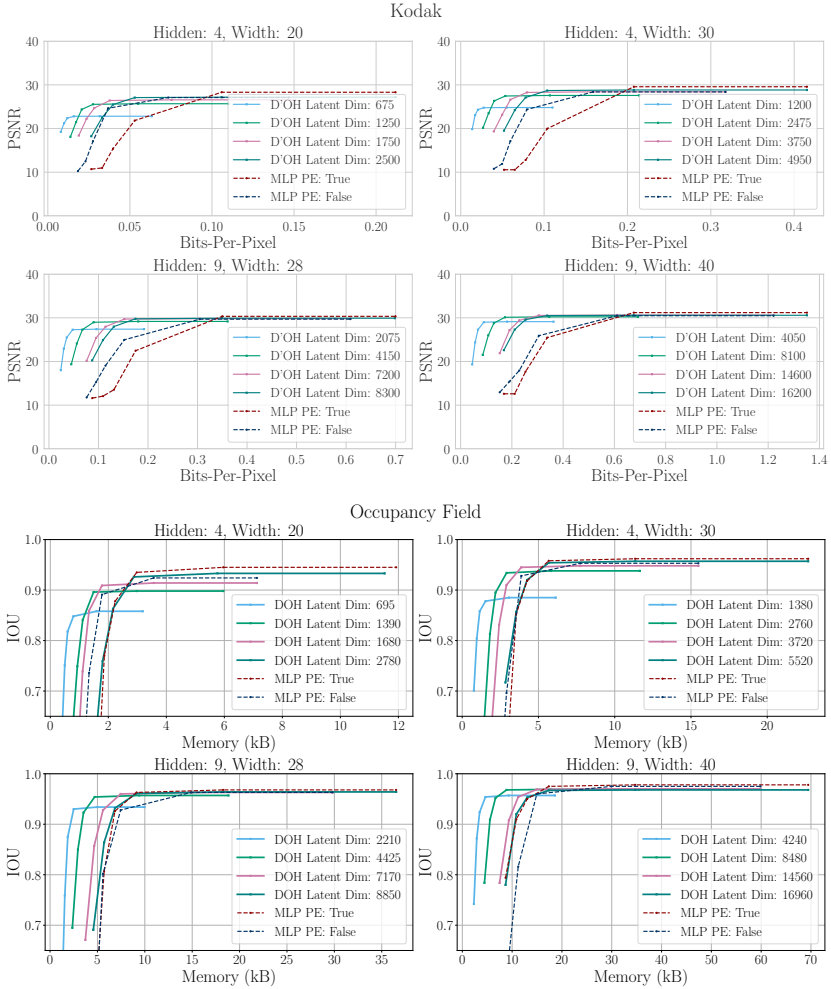 Kodak
Hidden: 4, Width: 20
PSNR
40
30
20
10
0
D'OH Latent Dim: 675
D'OH Latent Dim: 1250
D'OH Latent Dim: 1750
D'OH Latent Dim: 2500
MLP PE: True
MLP PE: False
0.00 0.05 0.10 0.15 0.20
Bits-Per-Pixel
Hidden: 4, Width: 30
PSNR
40
30
20
10
0
D'OH Latent Dim: 1200
D'OH Latent Dim: 2475
D'OH Latent Dim: 3750
D'OH Latent Dim: 4950
MLP PE: True
MLP PE: False
0.0 0.1 0.2 0.3 0.4
Bits-Per-Pixel
Hidden: 9, Width: 28
PSNR
40
30
20
10
0
D'OH Latent Dim: 2075
D'OH Latent Dim: 4150
D'OH Latent Dim: 7200
D'OH Latent Dim: 8300
MLP PE: True
MLP PE: False
0.0 0.1 0.2 0.3 0.4 0.5 0.6 0.7
Bits-Per-Pixel
Hidden: 9, Width: 40
PSNR
40
30
20
10
0
D'OH Latent Dim: 4050
D'OH Latent Dim: 8100
D'OH Latent Dim: 14600
D'OH Latent Dim: 16200
MLP PE: True
MLP PE: False
0.0 0.2 0.4 0.6 0.8 1.0 1.2 1.4
Bits-Per-Pixel
Occupancy Field
Hidden: 4, Width: 20
IOU
1.0
0.9
0.8
0.7
DOH Latent Dim: 695
DOH Latent Dim: 1390
DOH Latent Dim: 1680
DOH Latent Dim: 2780
MLP PE: True
MLP PE: False
0 2 4 6 8 10 12
Memory (kB)
Hidden: 4, Width: 30
IOU
1.0
0.9
0.8
0.7
DOH Latent Dim: 1380
DOH Latent Dim: 2760
DOH Latent Dim: 3720
DOH Latent Dim: 5520
MLP PE: True
MLP PE: False
0 5 10 15 20
Memory (kB)
Hidden: 9, Width: 28
IOU
1.0
0.9
0.8
0.7
DOH Latent Dim: 2210
DOH Latent Dim: 4425
DOH Latent Dim: 7170
DOH Latent Dim: 8850
MLP PE: True
MLP PE: False
0 5 10 15 20 25 30 35
Memory (kB)
Hidden: 9, Width: 40
IOU
1.0
0.9
0.8
0.7
DOH Latent Dim: 4240
DOH Latent Dim: 8480
DOH Latent Dim: 14560
DOH Latent Dim: 16960
MLP PE: True
MLP PE: False
0 10 20 30 40 50 60 70
Memory (kB)